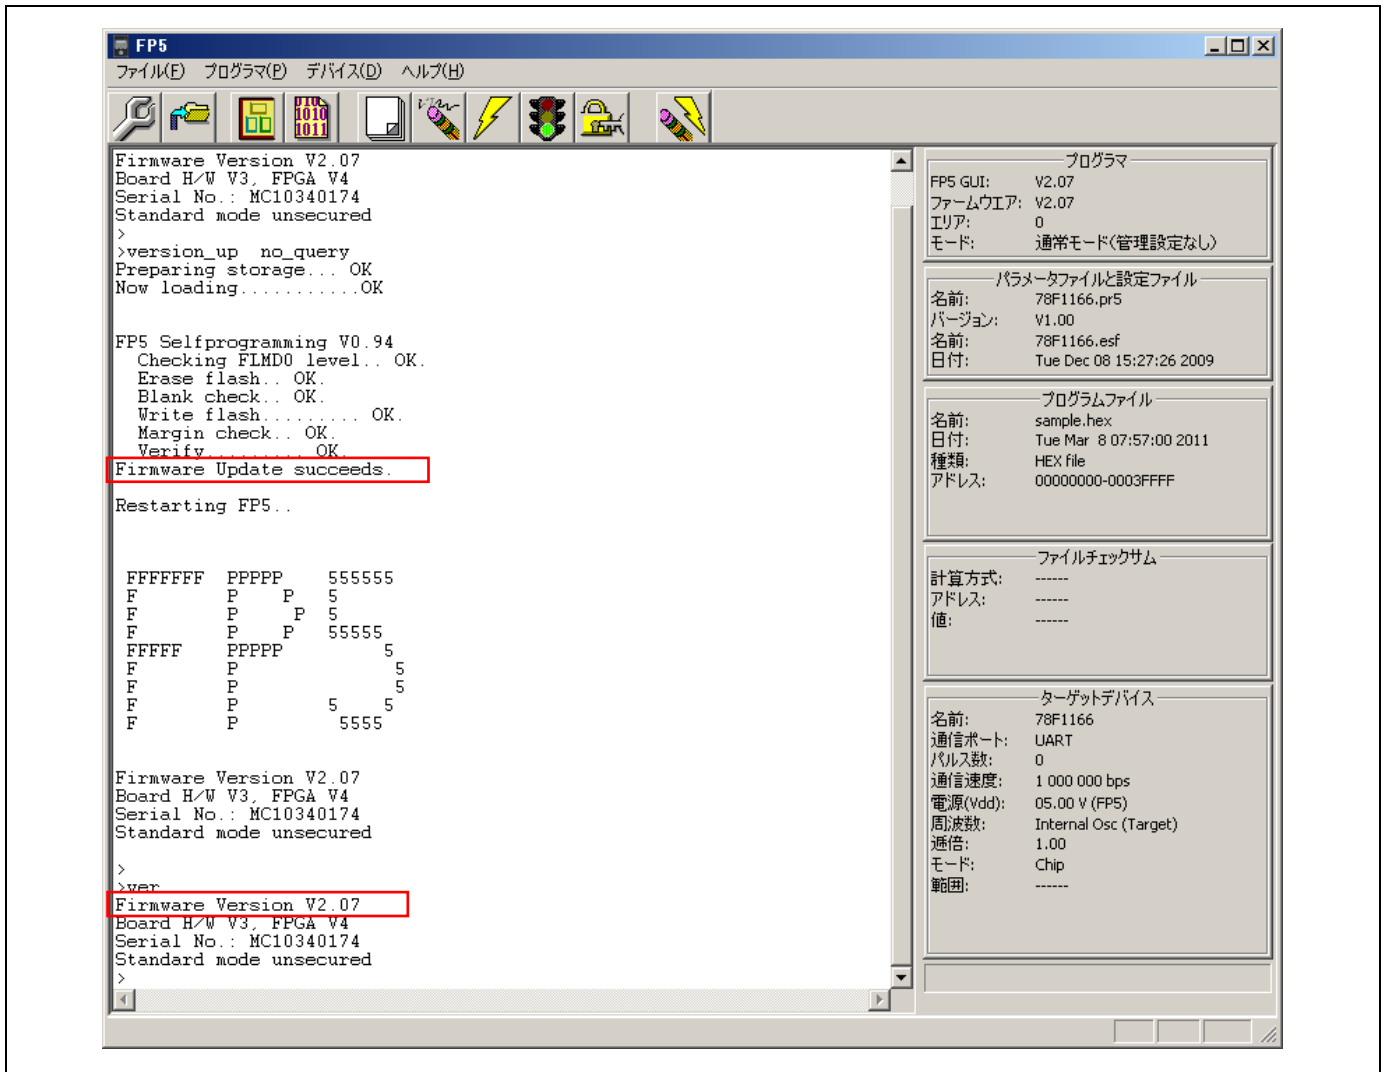 FP5
ファイル(F) プログラマ(P) デバイス(D) ヘルプ(H)
Firmware Version V2.07
Board H/W V3, FPGA V4
Serial No.: MC10340174
Standard mode unsecured
>
>version_up no_query
Preparing storage... OK
Now loading...........OK
FP5 Selfprogramming V0.94
Checking FLMD0 level.. OK.
Erase flash.. OK.
Blank check.. OK.
Write flash......... OK.
Margin check.. OK.
Verify......... OK.
Firmware Update succeeds.
Restarting FP5..
FFFFFFF PPPPP 555555
F P P 5
F P P 5
F P P 55555
FFFFF PPPPP 5
F P 5
F P 5
F P 5 5
F P 5555
Firmware Version V2.07
Board H/W V3, FPGA V4
Serial No.: MC10340174
Standard mode unsecured
>
>ver
Firmware Version V2.07
Board H/W V3, FPGA V4
Serial No.: MC10340174
Standard mode unsecured
>
プログラマ
FP5 GUI: V2.07
ファームウエア: V2.07
エリア: 0
モード: 通常モード(管理設定なし)
パラメータファイルと設定ファイル
名前: 78F1166.pr5
バージョン: V1.00
名前: 78F1166.esf
日付: Tue Dec 08 15:27:26 2009
プログラムファイル
名前: sample.hex
日付: Tue Mar 8 07:57:00 2011
種類: HEX file
アドレス: 00000000-0003FFFF
ファイルチェックサム
計算方式: ------
アドレス: ------
値: ------
ターゲットデバイス
名前: 78F1166
通信ポート: UART
パルス数: 0
通信速度: 1 000 000 bps
電源(Vdd): 05.00 V (FP5)
周波数: Internal Osc (Target)
逓倍: 1.00
モード: Chip
範囲: ------